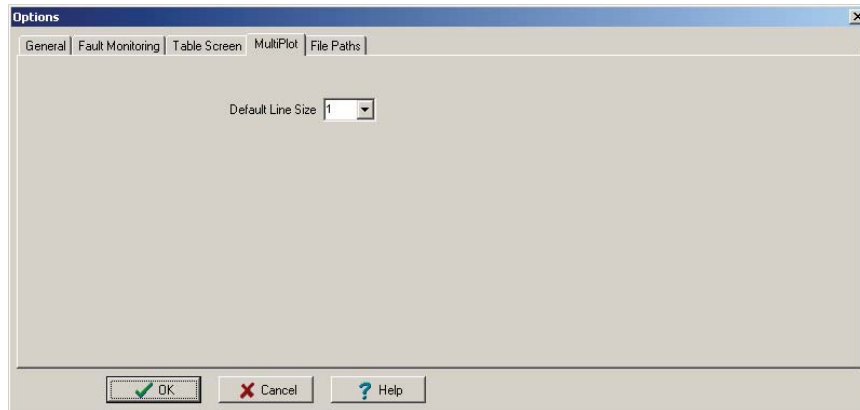 Options
General Fault Monitoring Table Screen MultiPlot File Paths
Default Line Size 1
OK Cancel Help